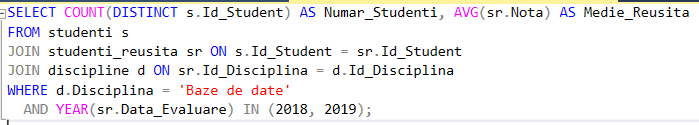 SELECT COUNT(DISTINCT s.Id_Student) AS Numar_Studenti, AVG(sr.Nota) AS Medie_Reusita
FROM studenti s
JOIN studenti_reusita sr ON s.Id_Student = sr.Id_Student
JOIN discipline d ON sr.Id_Disciplina = d.Id_Disciplina
WHERE d.Disciplina = 'Baze de date'
AND YEAR(sr.Data_Evaluare) IN (2018, 2019);